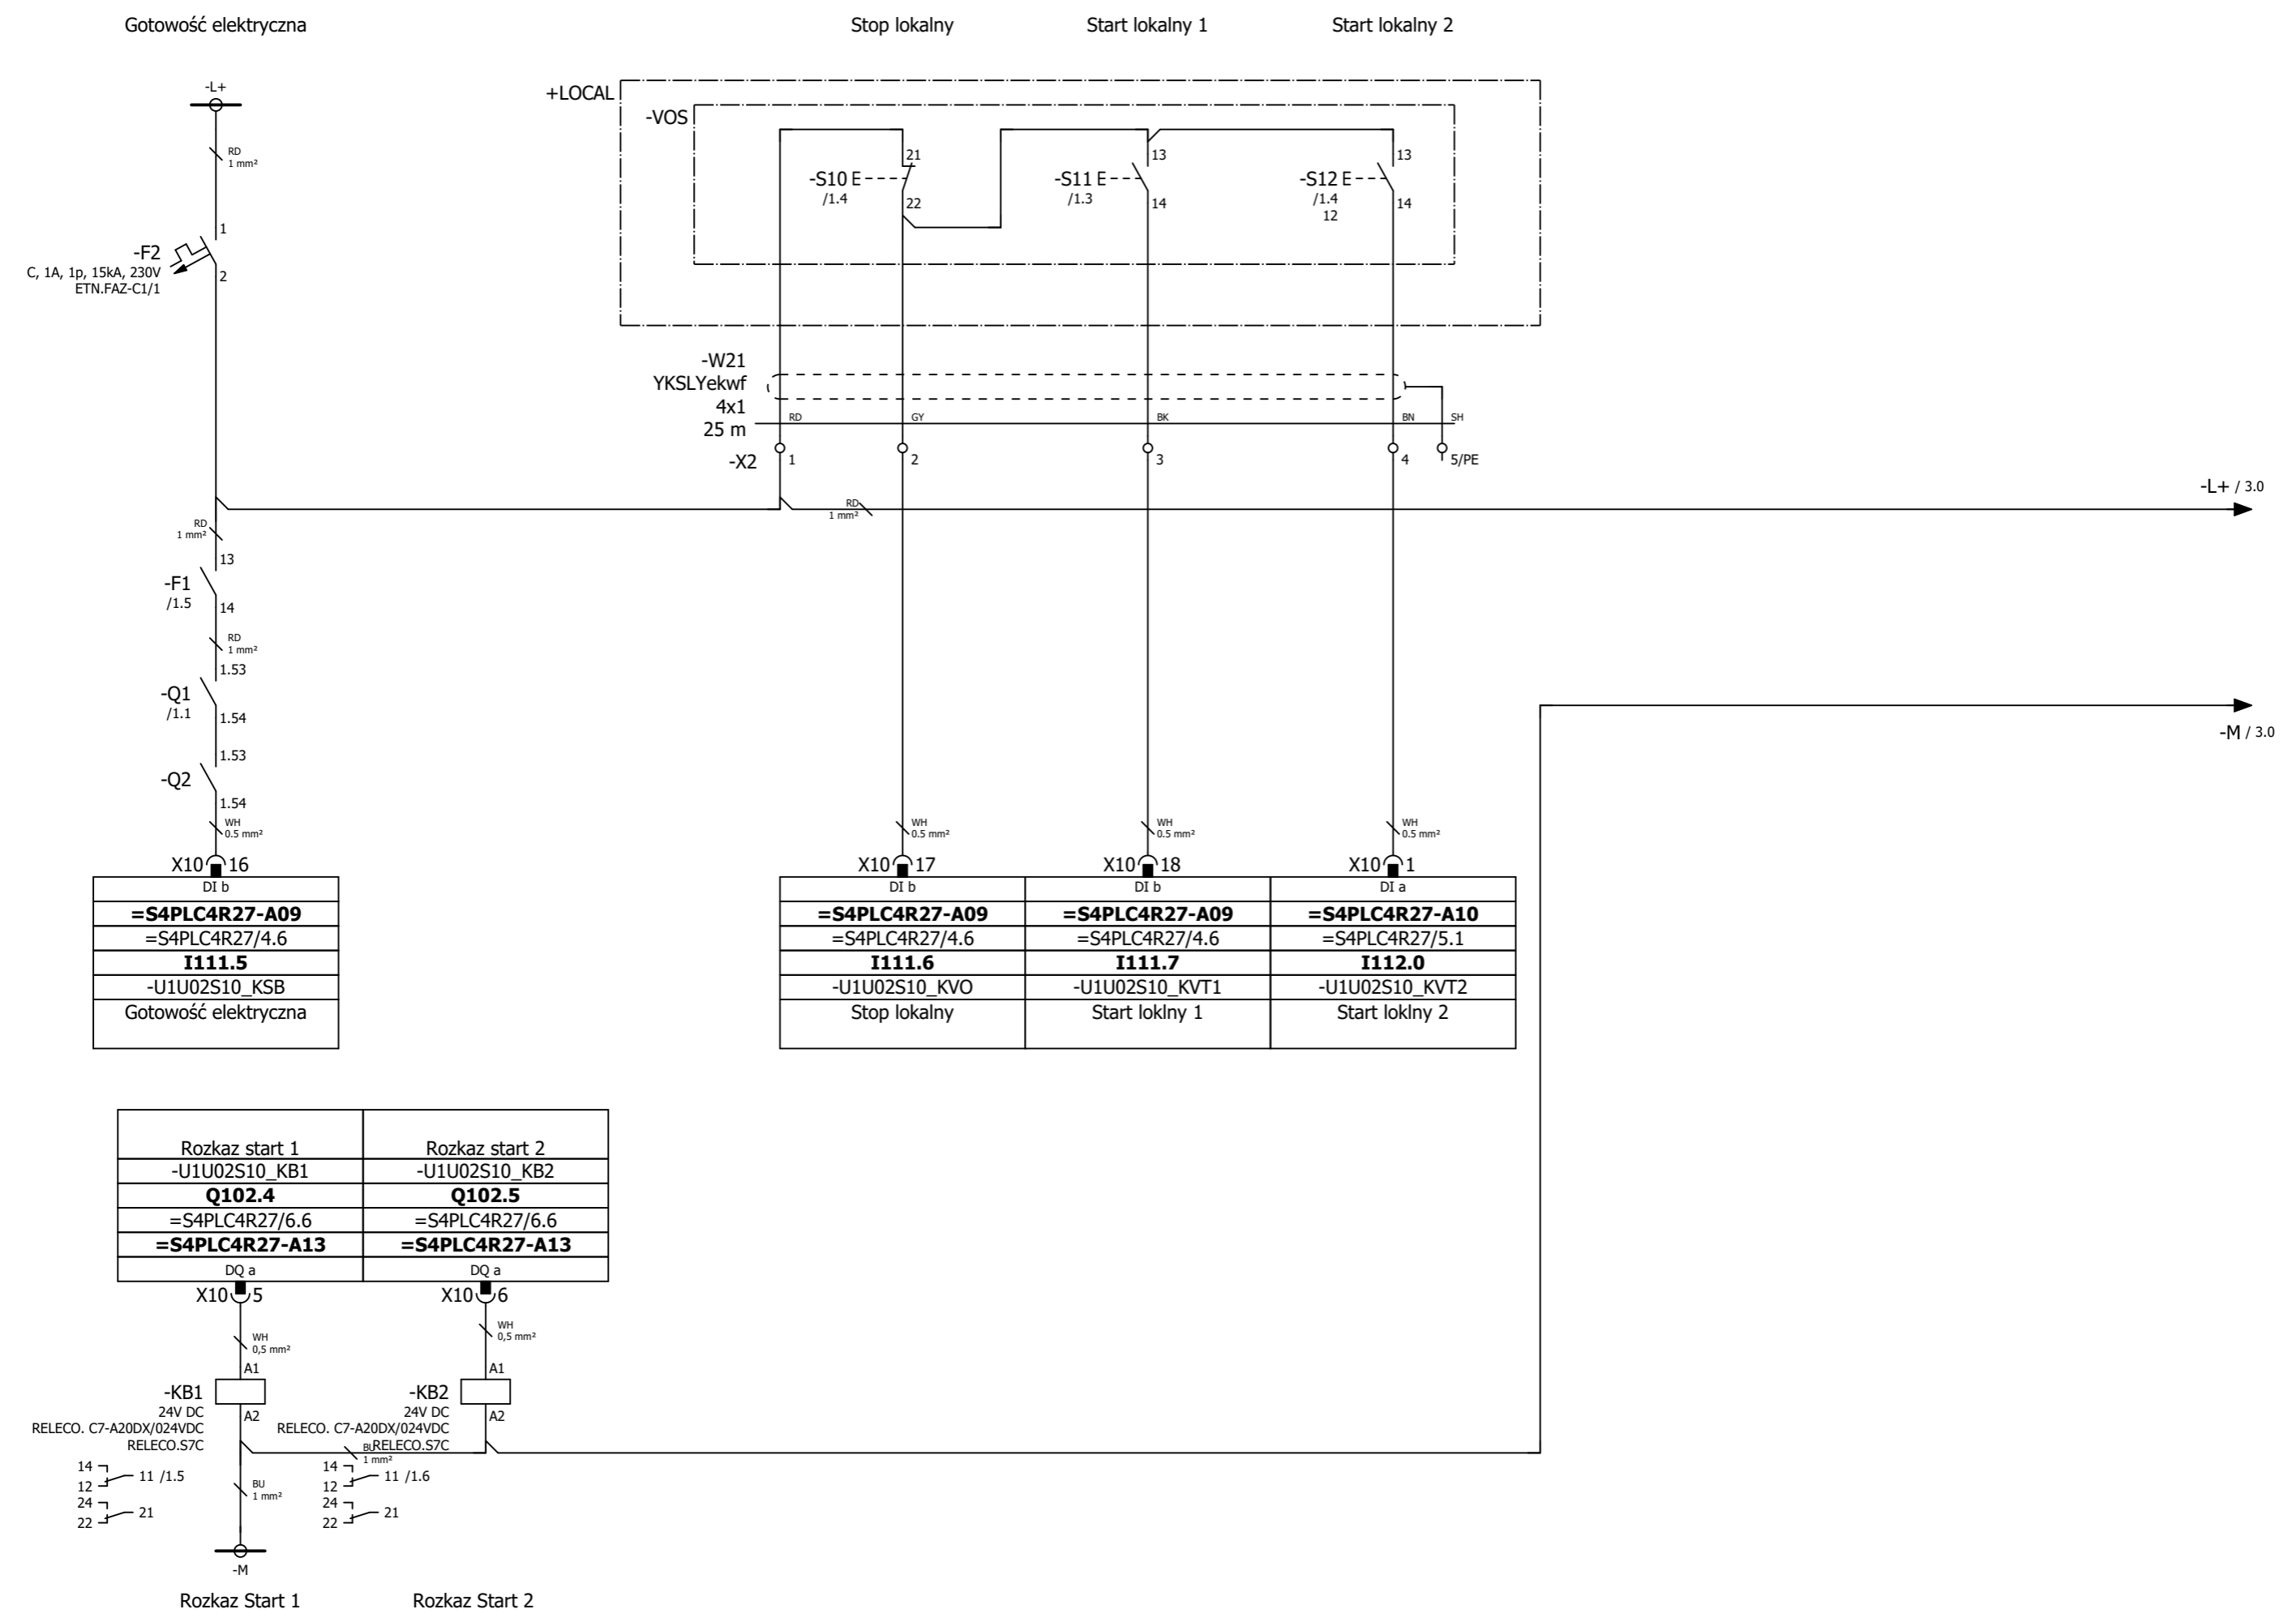 Gotowość elektryczna
Stop lokalny
Start lokalny 1
Start lokalny 2
-L+
+LOCAL
-VOS
RD
1 mm²
21
13
13
-S10 E
/1.4
-S11 E
/1.3
-S12 E
/1.4
12
22
14
14
1
-F2
C, 1A, 1p, 15kA, 230V
ETN.FAZ-C1/1
2
-W21
YKSLYekwf
4x1
25 m
RD
GY
BK
BN
SH
-X2
1
2
3
4
5/PE
-L+ / 3.0
RD
1 mm²
RD
1 mm²
13
-F1
/1.5
14
RD
1 mm²
1.53
-Q1
/1.1
1.54
-M / 3.0
1.53
-Q2
1.54
WH
0.5 mm²
WH
0.5 mm²
WH
0.5 mm²
WH
0.5 mm²
X10 16
X10 17
X10 18
X10 1
DI b
=S4PLC4R27-A09
=S4PLC4R27/4.6
I111.5
-U1U02S10_KSB
Gotowość elektryczna
DI b
=S4PLC4R27-A09
=S4PLC4R27/4.6
I111.6
-U1U02S10_KVO
Stop lokalny
DI b
=S4PLC4R27-A09
=S4PLC4R27/4.6
I111.7
-U1U02S10_KVT1
Start loklny 1
DI a
=S4PLC4R27-A10
=S4PLC4R27/5.1
I112.0
-U1U02S10_KVT2
Start loklny 2
Rozkaz start 1
-U1U02S10_KB1
Q102.4
=S4PLC4R27/6.6
=S4PLC4R27-A13
DQ a
X10 5
Rozkaz start 2
-U1U02S10_KB2
Q102.5
=S4PLC4R27/6.6
=S4PLC4R27-A13
DQ a
X10 6
WH
0,5 mm²
WH
0,5 mm²
A1
-KB1
24V DC
A2
RELECO. C7-A20DX/024VDC
RELECO.S7C
A1
-KB2
24V DC
A2
RELECO. C7-A20DX/024VDC
RELECO.S7C
BU
1 mm²
14
12
11 /1.5
24
22
21
14
12
11 /1.6
24
22
21
BU
1 mm²
-M
Rozkaz Start 1
Rozkaz Start 2